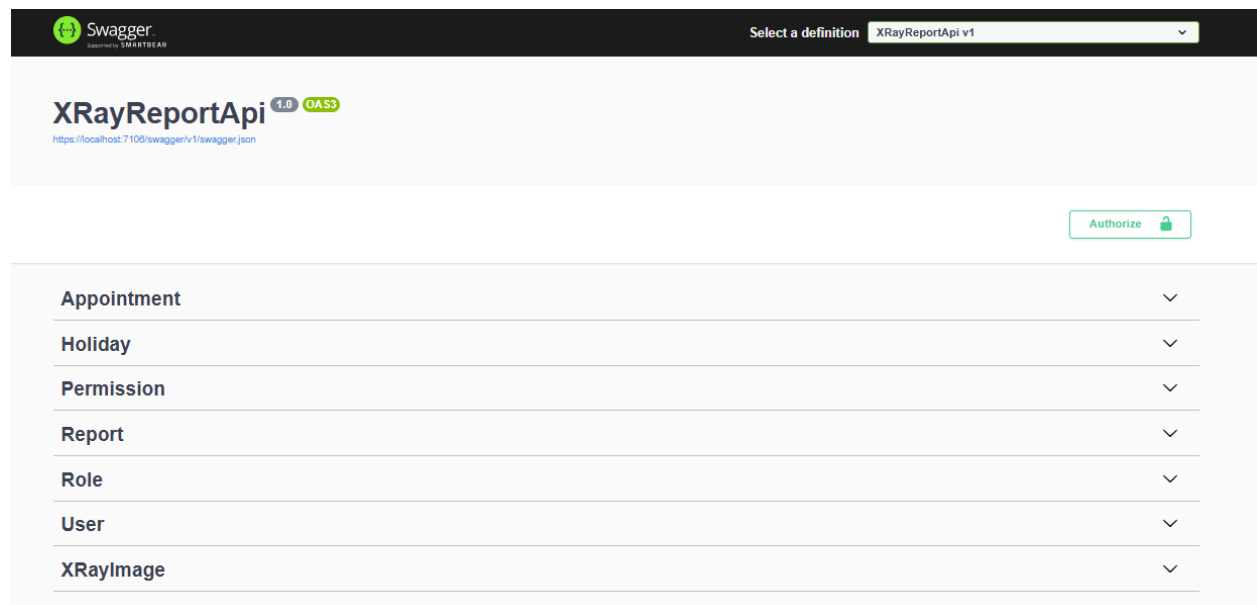 {··} Swagger.
Supported by SMARTBEAR
Select a definition XRayReportApi v1
XRayReportApi 1.0 OAS3
https://localhost:7106/swagger/v1/swagger.json
Authorize
Appointment
Holiday
Permission
Report
Role
User
XRayImage